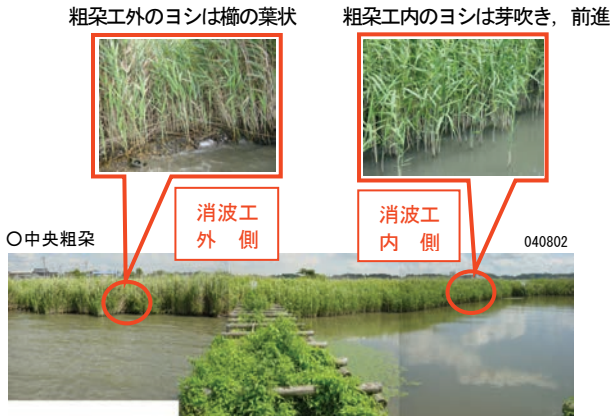 粗朶工外のヨシは櫛の葉状
粗朶工内のヨシは芽吹き，前進
消波工
外　側
消波工
内　側
○中央粗朶
040802